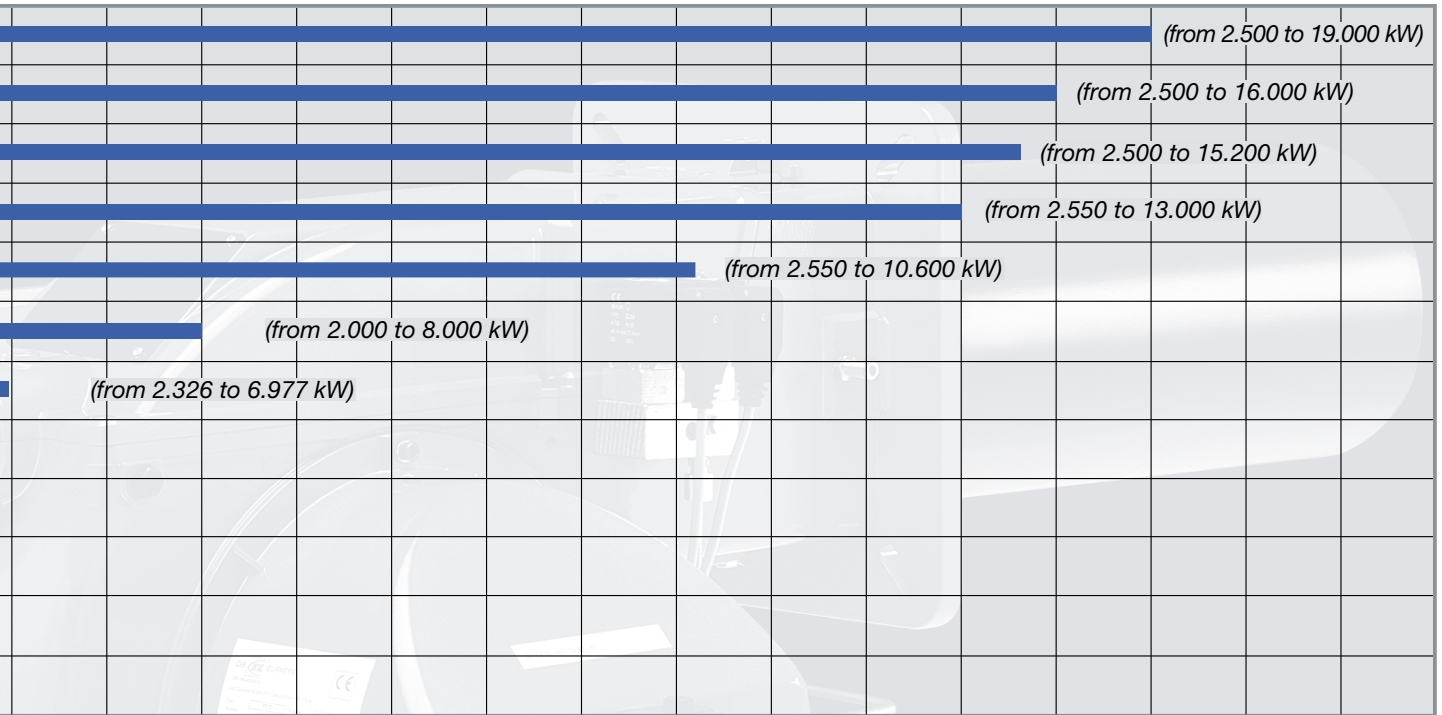 (from 2.500 to 19.000 kW)
(from 2.500 to 16.000 kW)
(from 2.500 to 15.200 kW)
(from 2.550 to 13.000 kW)
(from 2.550 to 10.600 kW)
(from 2.000 to 8.000 kW)
(from 2.326 to 6.977 kW)